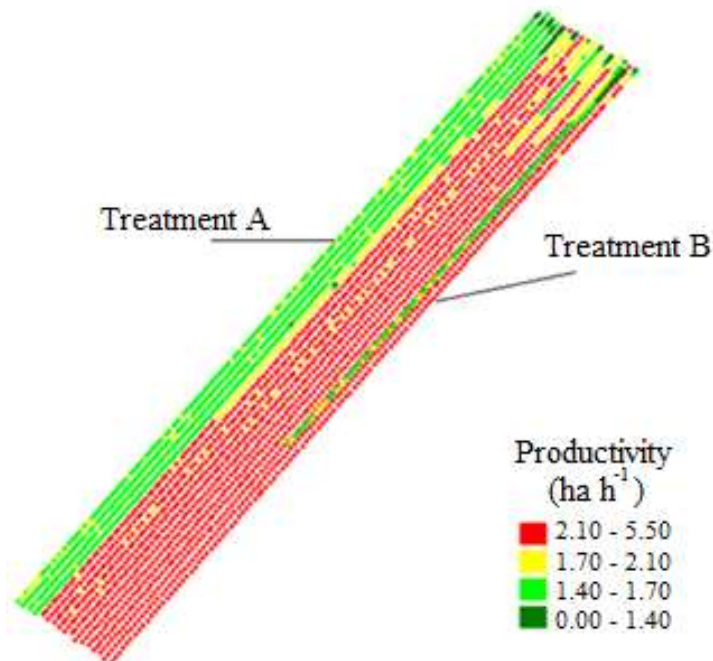 Treatment A
Treatment B
Productivity
(ha h⁻¹)
2.10 - 5.50
1.70 - 2.10
1.40 - 1.70
0.00 - 1.40